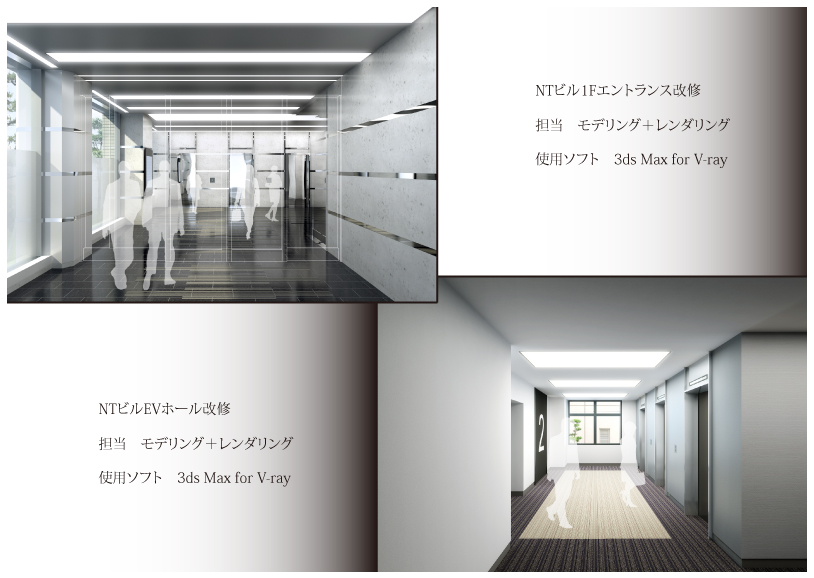 NTビル1Fエントランス改修
担当　モデリング＋レンダリング
使用ソフト　3ds Max for V-ray
2
NTビルEVホール改修
担当　モデリング＋レンダリング
使用ソフト　3ds Max for V-ray